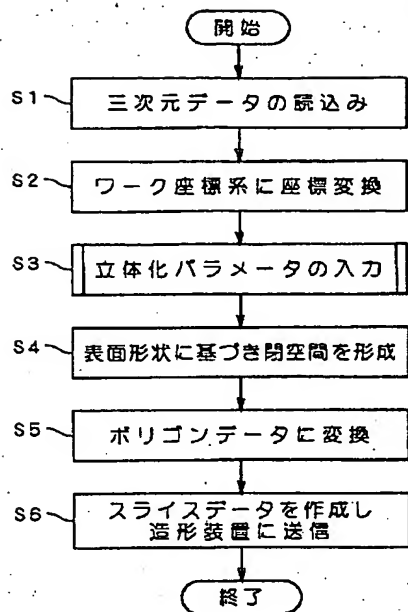 開始
S1
三次元データの読込み
S2
ワーク座標系に座標変換
S3
立体化パラメータの入力
S4
表面形状に基づき閉空間を形成
S5
ポリゴンデータに変換
S6
スライスデータを作成し
造形装置に送信
終了